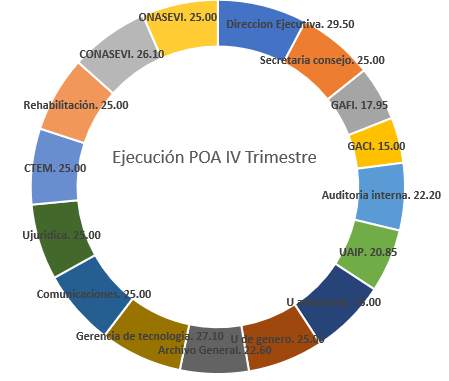 ONASEVI. 25.00
Direccion Ejecutiva. 29.50
CONASEVI. 26.10
Secretaria consejo. 25.00
Rehabilitación. 25.00
GAFI. 17.95
GACI. 15.00
Ejecución POA IV Trimestre
CTEM. 25.00
Auditoria interna. 22.20
Ujuridica. 25.00
UAIP. 20.85
Comunicaciones. 25.00
Gerencia de tecnologia. 27.10
U de genero. 25.00
Archivo General. 22.60